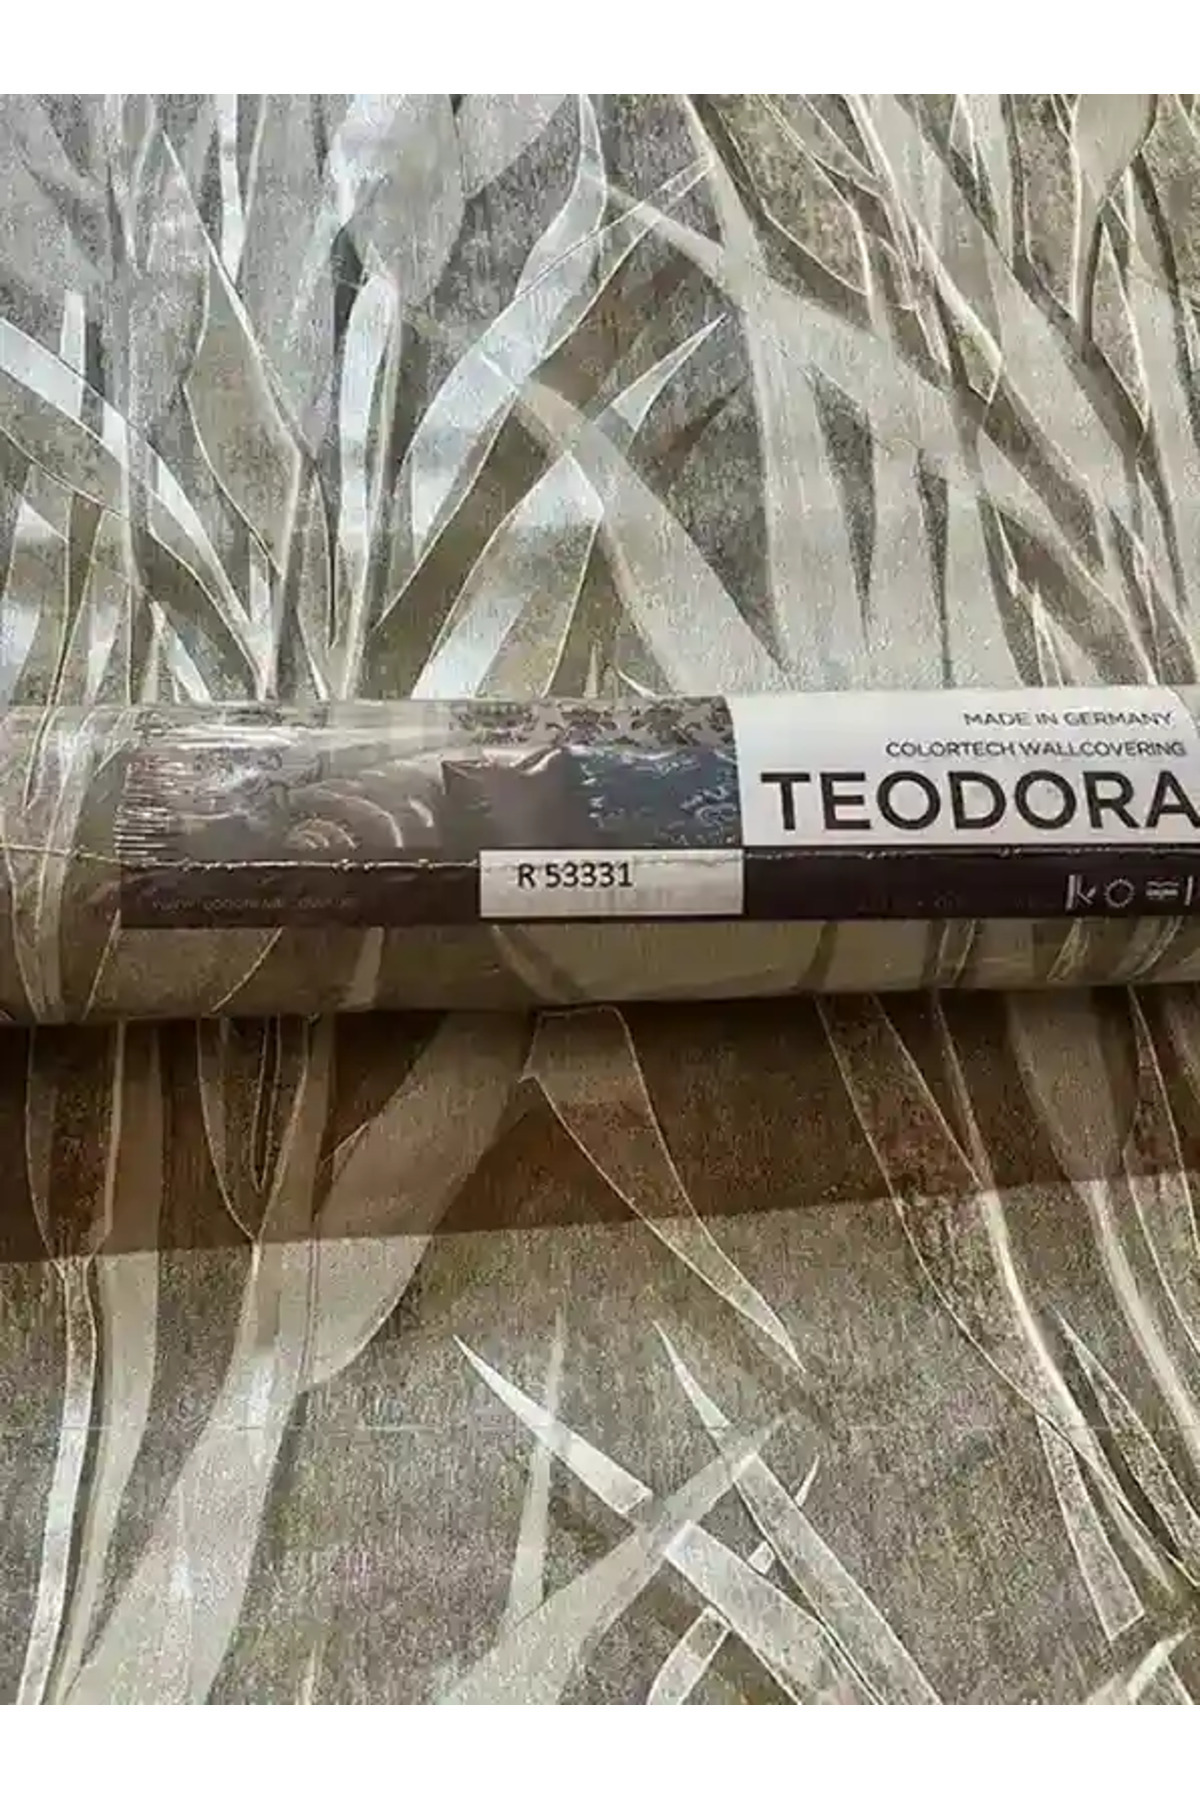 MADE IN GERMANY
COLORTECH WALLCOVERING
TEODORA
R 53331